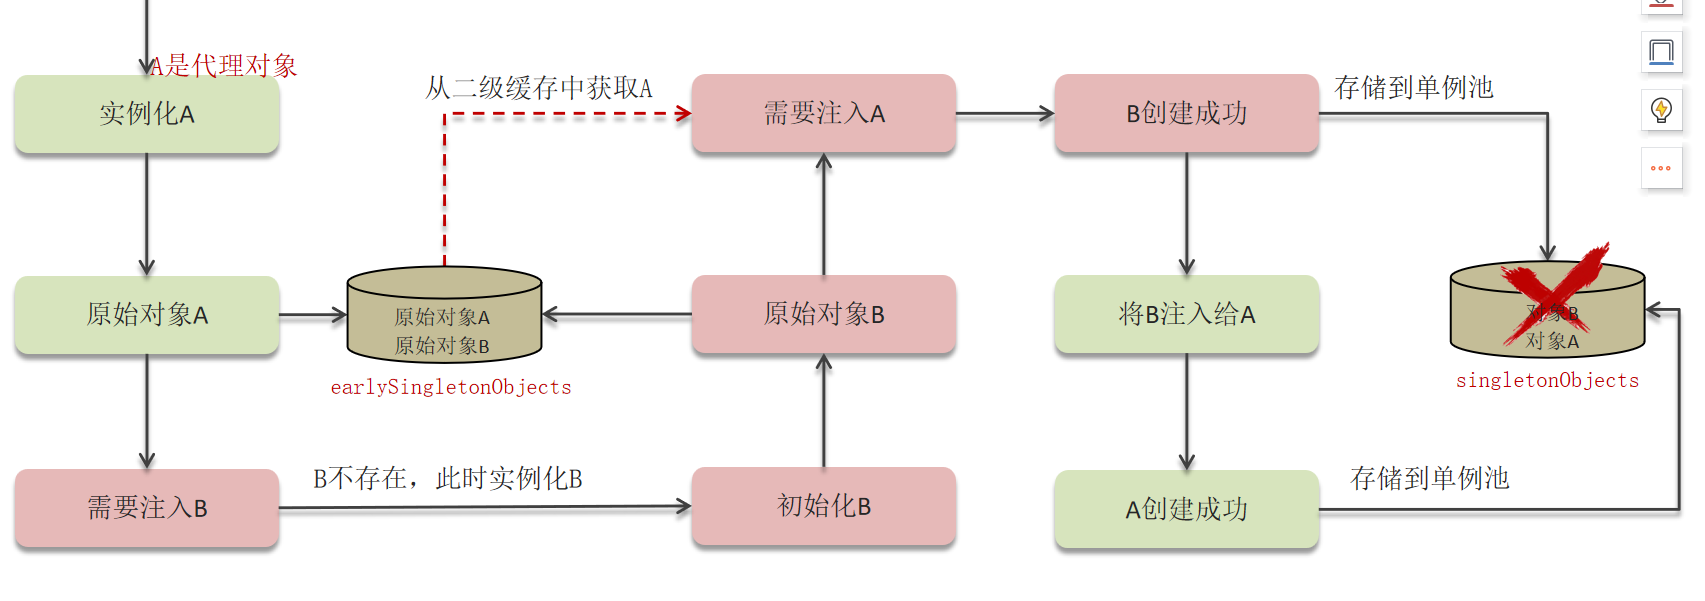 A是代理对象
实例化A
从二级缓存中获取A
需要注入A
B创建成功
存储到单例池
原始对象A
原始对象A
原始对象B
earlySingletonObjects
原始对象B
将B注入给A
对象B
对象A
singletonObjects
需要注入B
B不存在，此时实例化B
初始化B
A创建成功
存储到单例池